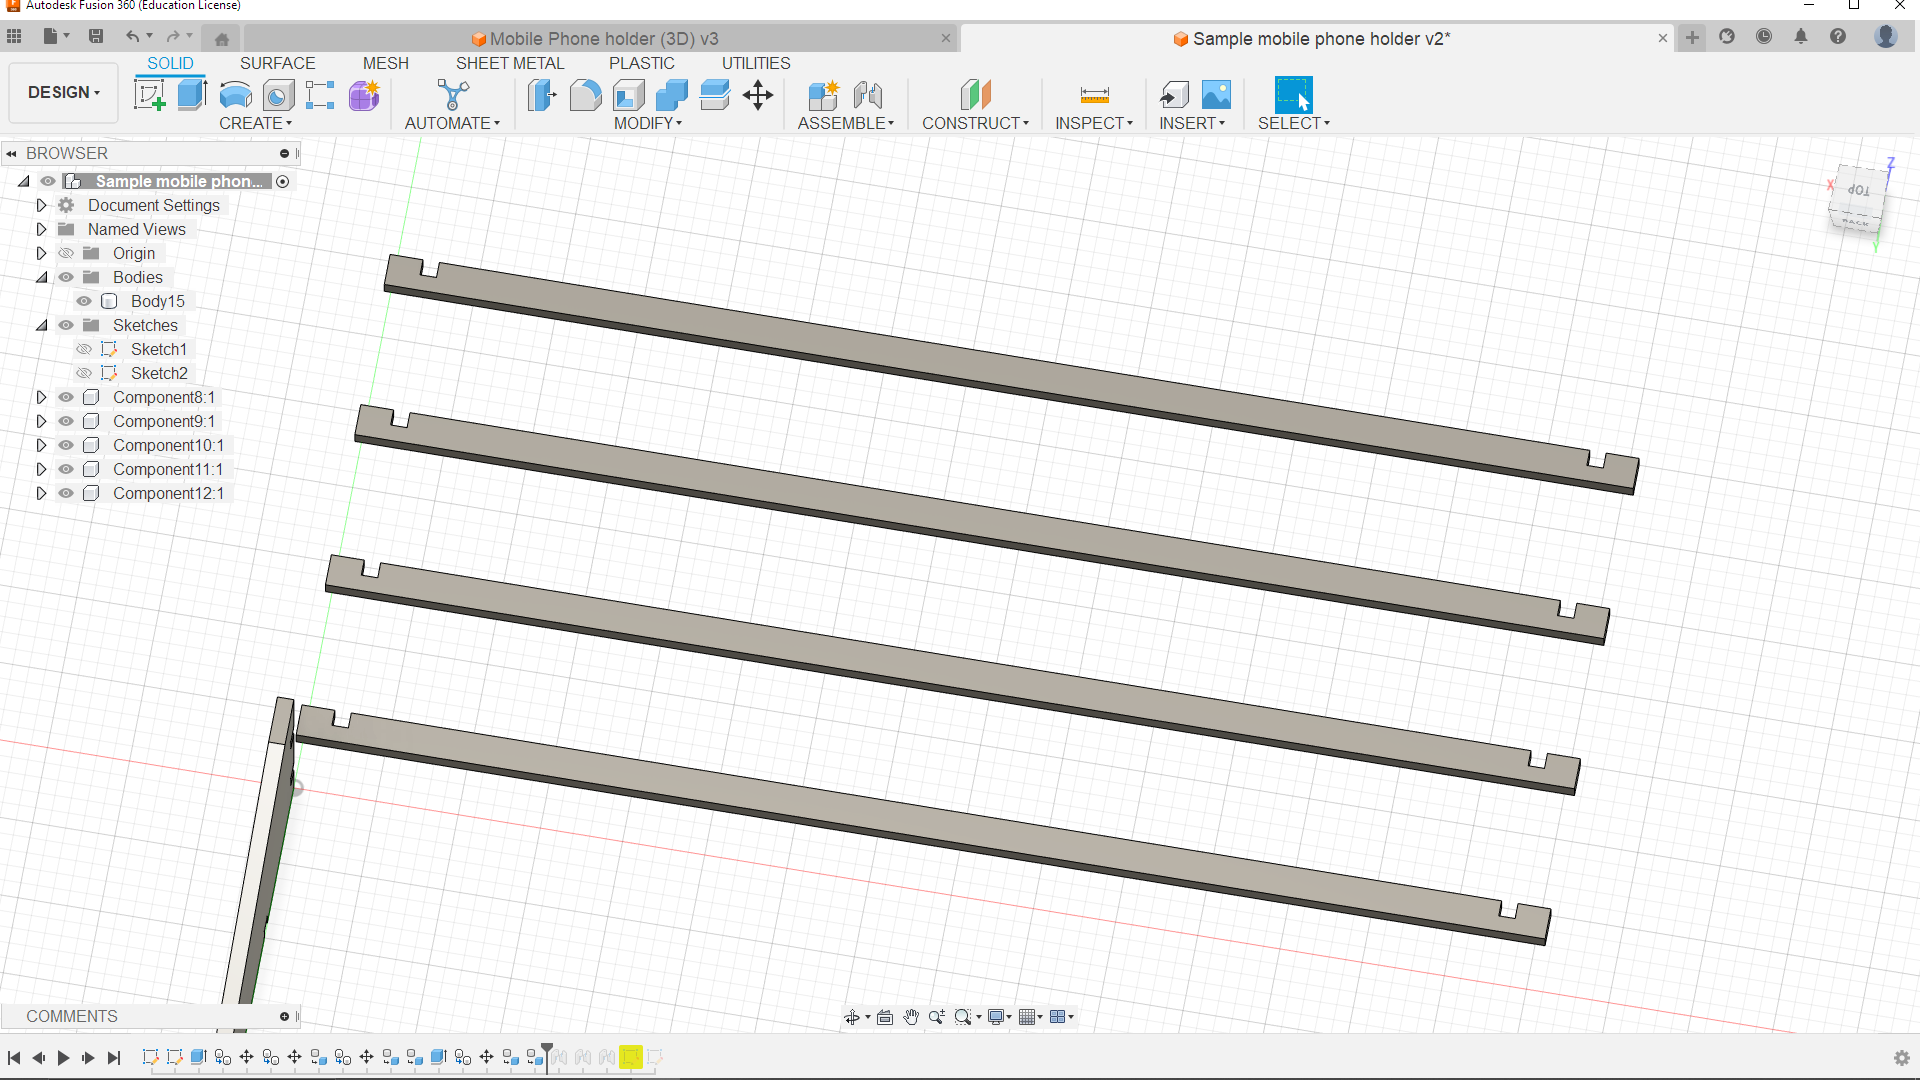 Autodesk Fusion 360 (Education License)
Mobile Phone holder (3D) v3
Sample mobile phone holder v2*
SOLID SURFACE MESH SHEET METAL PLASTIC UTILITIES
DESIGN
CREATE AUTOMATE MODIFY ASSEMBLE CONSTRUCT INSPECT INSERT SELECT
BROWSER
Sample mobile phon...
Document Settings
Named Views
Origin
Bodies
Body15
Sketches
Sketch1
Sketch2
Component8:1
Component9:1
Component10:1
Component11:1
Component12:1
Z
X
TOP
BACK
Y
COMMENTS